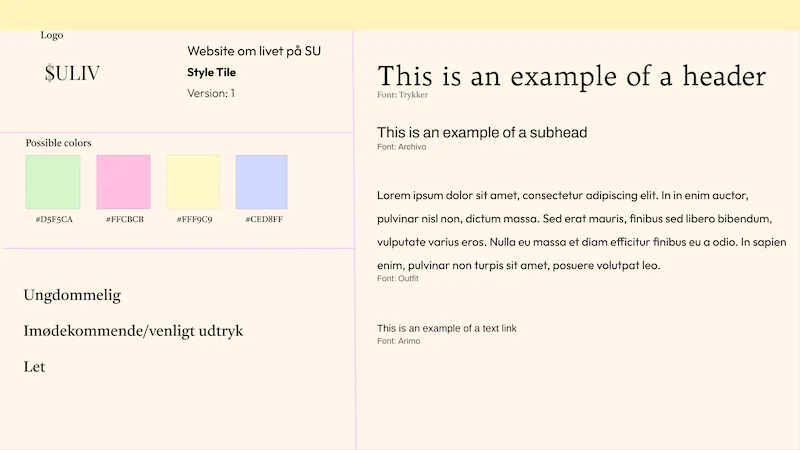 Logo
$ULIV
Website om livet på SU
Style Tile
Version: 1
Possible colors
#D5F5CA
#FFCBCB
#FFF9C9
#CED8FF
Ungdommelig
Imødekommende/venligt udtryk
Let
This is an example of a header
Font: Trykker
This is an example of a subhead
Font: Archivo
Lorem ipsum dolor sit amet, consectetur adipiscing elit. In in enim auctor,
pulvinar nisl non, dictum massa. Sed erat mauris, finibus sed libero bibendum,
vulputate varius eros. Nulla eu massa et diam efficitur finibus eu a odio. In sapien
enim, pulvinar non turpis sit amet, posuere volutpat leo.
Font: Outfit
This is an example of a text link
Font: Arimo